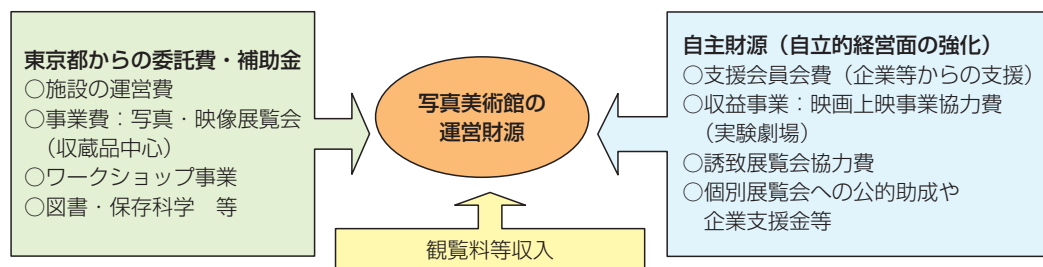 東京都からの委託費・補助金
○施設の運営費
○事業費：写真・映像展覧会
（収蔵品中心）
○ワークショップ事業
○図書・保存科学　等
写真美術館の
運営財源
観覧料等収入
自主財源（自立的経営面の強化）
○支援会員会費（企業等からの支援）
○収益事業：映画上映事業協力費
（実験劇場）
○誘致展覧会協力費
○個別展覧会への公的助成や
企業支援金等